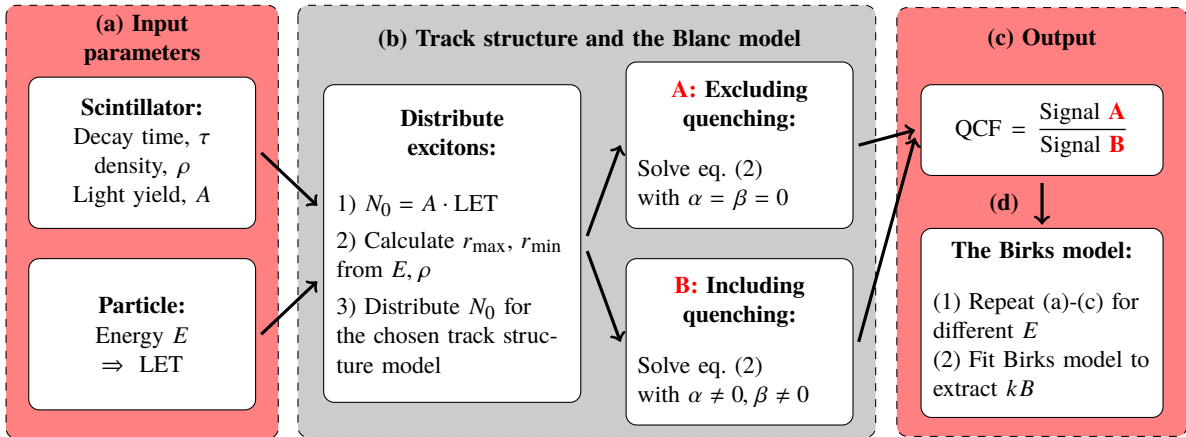 (a) Input
parameters
Scintillator:
Decay time, τ
density, ρ
Light yield, A
Particle:
Energy E
⇒ LET
(b) Track structure and the Blanc model
Distribute
excitons:
1) N₀ = A · LET
2) Calculate r_max, r_min
from E, ρ
3) Distribute N₀ for
the chosen track struc-
ture model
A: Excluding
quenching:
Solve eq. (2)
with α = β = 0
B: Including
quenching:
Solve eq. (2)
with α ≠ 0, β ≠ 0
(c) Output
QCF = Signal A / Signal B
(d)
The Birks model:
(1) Repeat (a)-(c) for
different E
(2) Fit Birks model to
extract kB